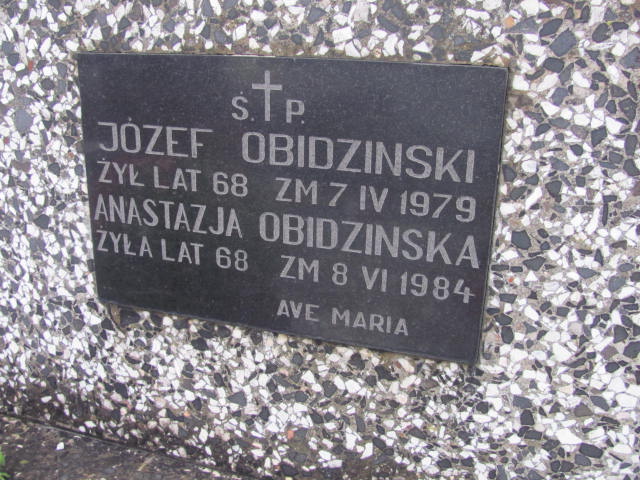 Ś.†P.
JÓZEF OBIDZINSKI
ŻYŁ LAT 68 ZM 7 IV 1979
ANASTAZJA OBIDZINSKA
ŻYŁA LAT 68 ZM 8 VI 1984
AVE MARIA